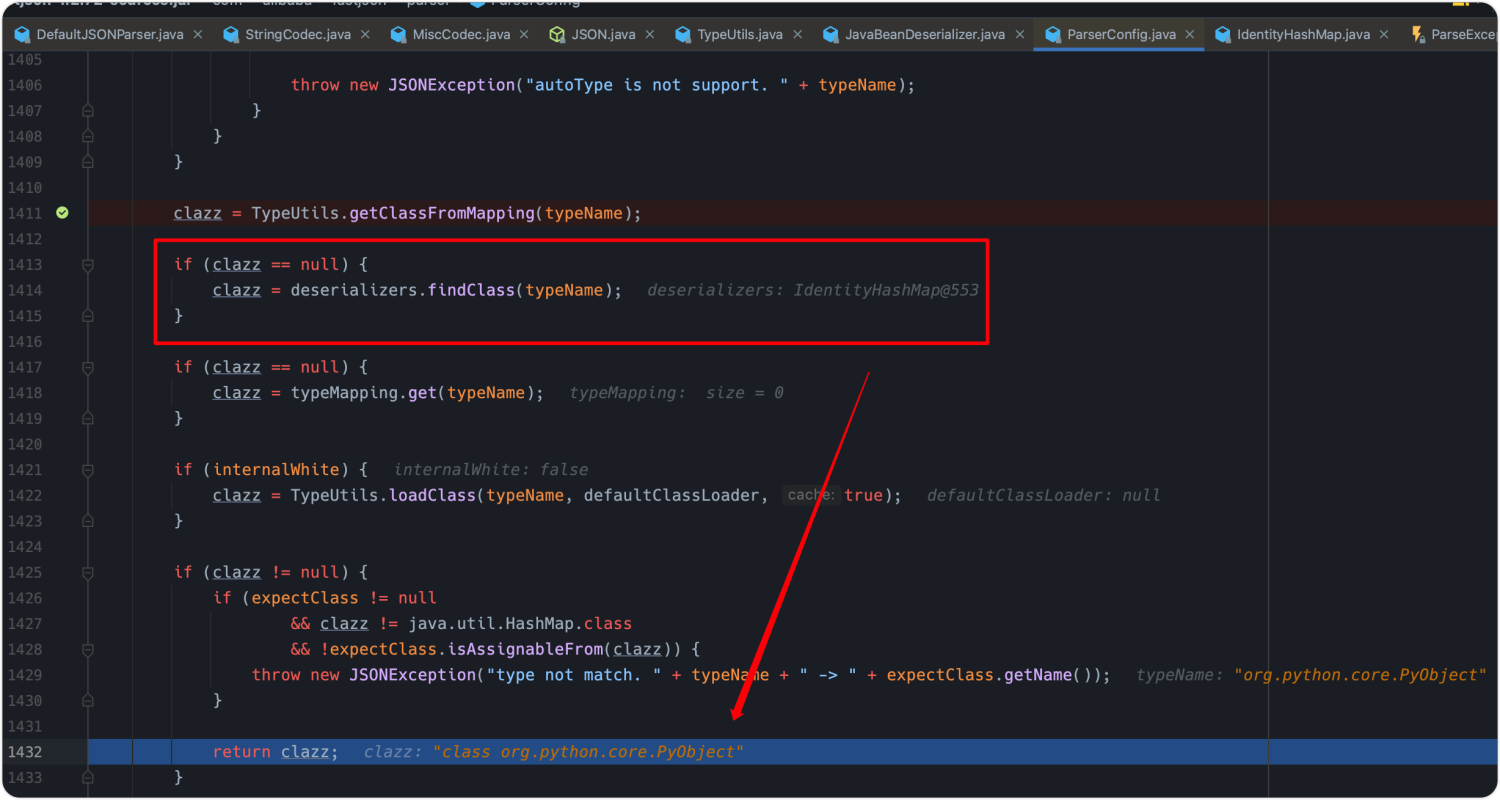 DefaultJSONParser.java × StringCodec.java × MiscCodec.java × JSON.java × TypeUtils.java × JavaBeanDeserializer.java × ParserConfig.java × IdentityHashMap.java × ParseExce
1405
1406 throw new JSONException("autoType is not support. " + typeName);
1407 }
1408 }
1409 }
1410
1411 clazz = TypeUtils.getClassFromMapping(typeName);
1412
1413 if (clazz == null) {
1414 clazz = deserializers.findClass(typeName); deserializers: IdentityHashMap@553
1415 }
1416
1417 if (clazz == null) {
1418 clazz = typeMapping.get(typeName); typeMapping: size = 0
1419 }
1420
1421 if (internalWhite) { internalWhite: false
1422 clazz = TypeUtils.loadClass(typeName, defaultClassLoader, cache: true); defaultClassLoader: null
1423 }
1424
1425 if (clazz != null) {
1426 if (expectClass != null
1427 && clazz != java.util.HashMap.class
1428 && !expectClass.isAssignableFrom(clazz)) {
1429 throw new JSONException("type not match. " + typeName + " -> " + expectClass.getName()); typeName: "org.python.core.PyObject"
1430 }
1431
1432 return clazz; clazz: "class org.python.core.PyObject"
1433 }